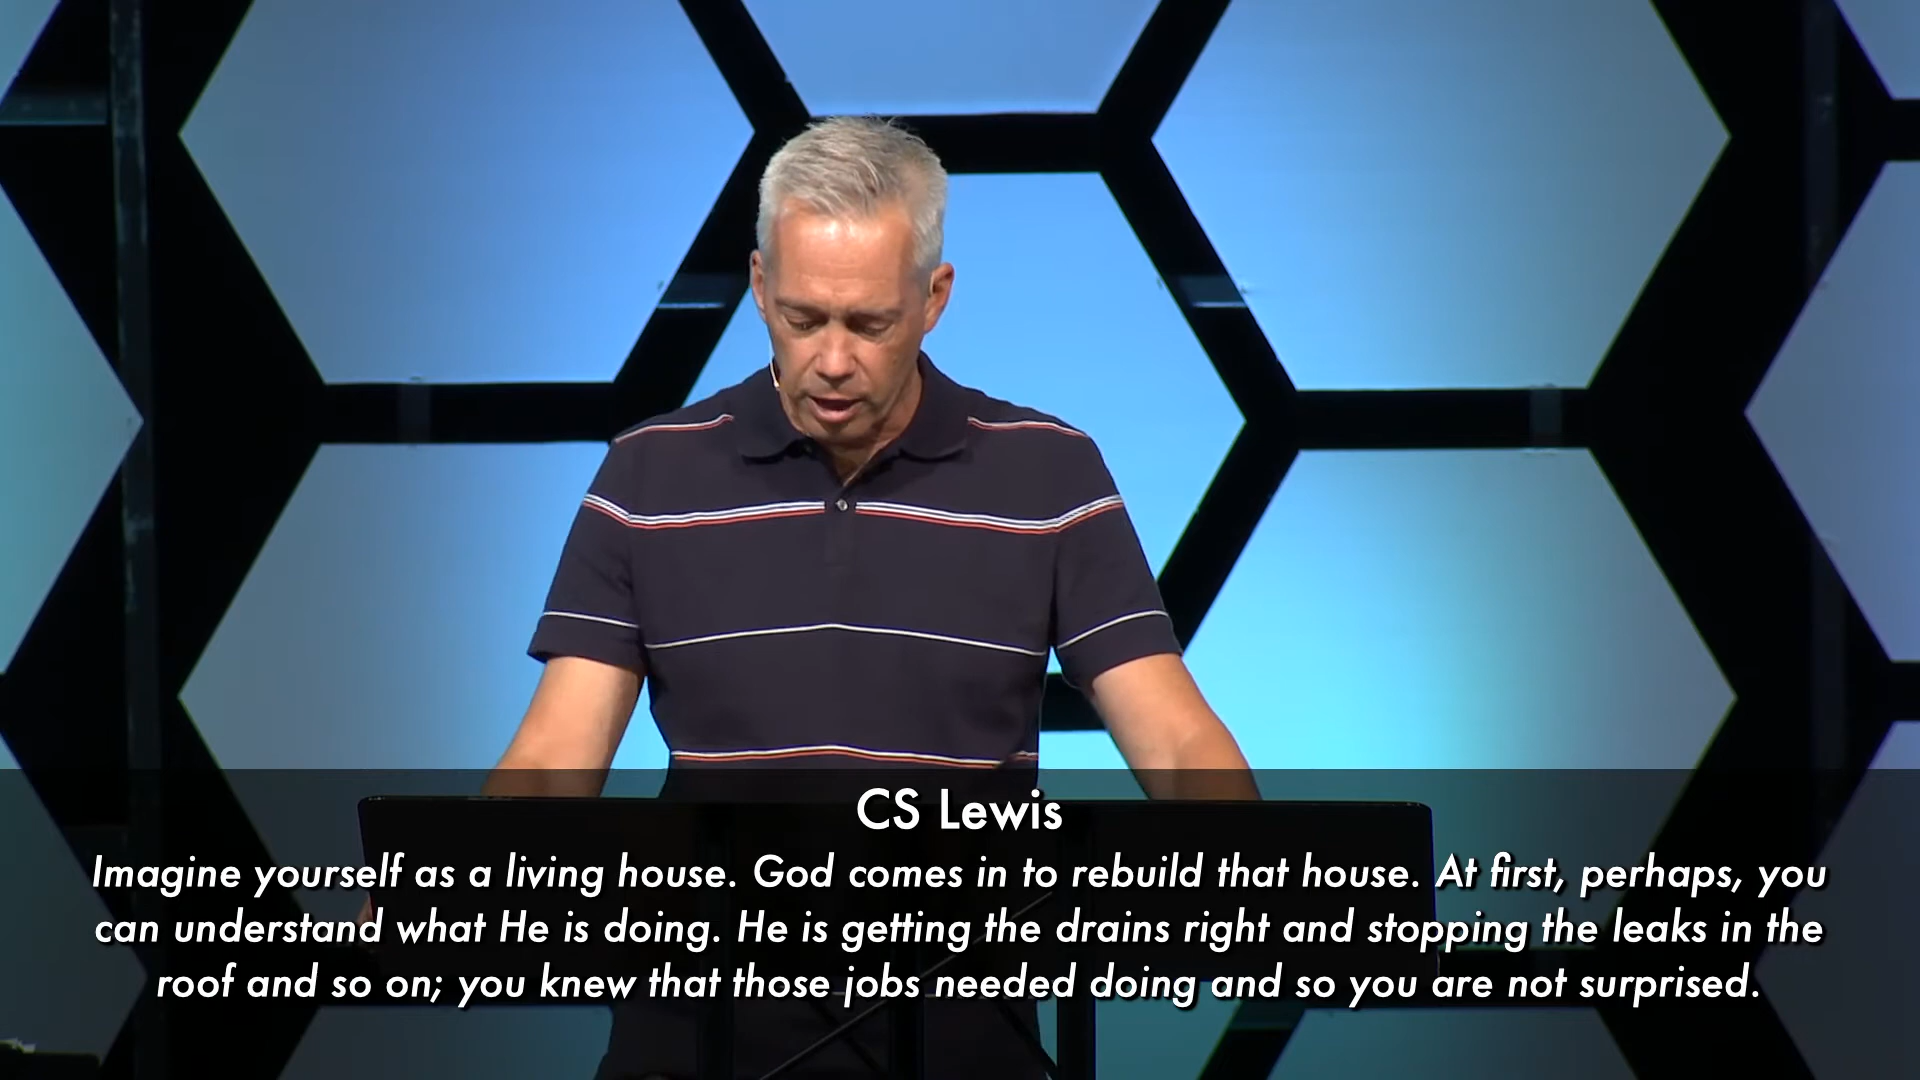 CS Lewis
Imagine yourself as a living house. God comes in to rebuild that house. At first, perhaps, you
can understand what He is doing. He is getting the drains right and stopping the leaks in the
roof and so on; you knew that those jobs needed doing and so you are not surprised.